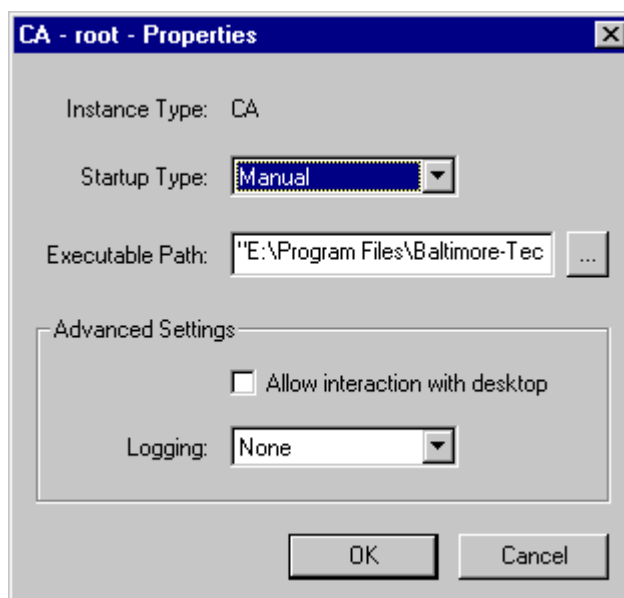 CA - root - Properties
Instance Type: CA
Startup Type: Manual
Executable Path: "E:\Program Files\Baltimore-Tec ...
Advanced Settings
Allow interaction with desktop
Logging: None
OK Cancel